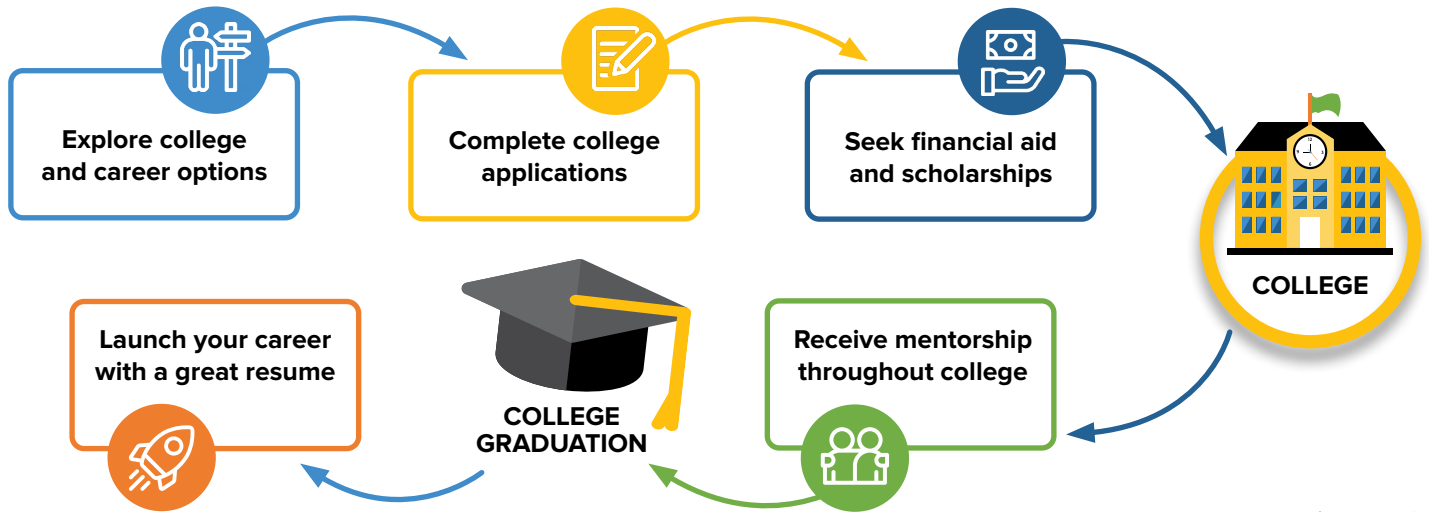 Explore college
and career options
Complete college
applications
Seek financial aid
and scholarships
COLLEGE
Receive mentorship
throughout college
COLLEGE
GRADUATION
Launch your career
with a great resume